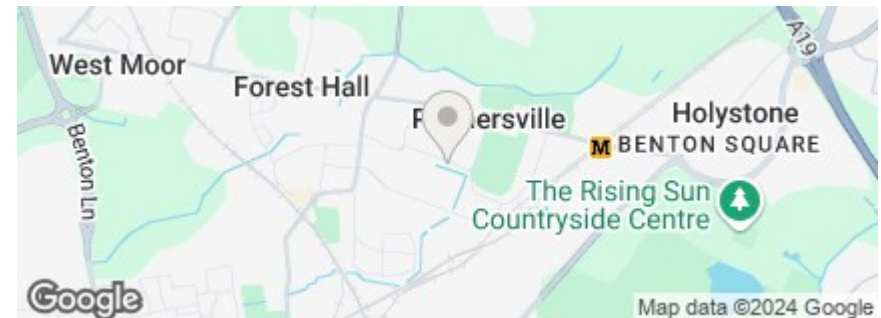 A19
West Moor
Forest Hall
Holystone
M BENTON SQUARE
Benton Ln
The Rising Sun
Countryside Centre
Google
Map data ©2024 Google